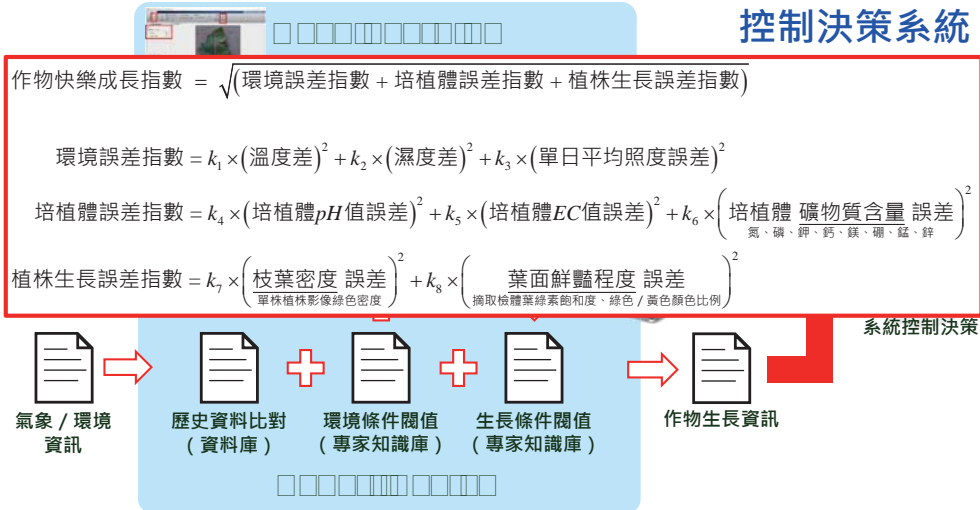 控制決策系統
作物快樂成長指數 = √(環境誤差指數 + 培植體誤差指數 + 植株生長誤差指數)
環境誤差指數 = k₁ × (溫度差)² + k₂ × (濕度差)² + k₃ × (單日平均照度誤差)²
培植體誤差指數 = k₄ × (培植體pH值誤差)² + k₅ × (培植體EC值誤差)² + k₆ × (培植體 礦物質含量 誤差)²
氮、磷、鉀、鈣、鎂、硼、錳、鋅
植株生長誤差指數 = k₇ × (枝葉密度 誤差)² + k₈ × (葉面鮮豔程度 誤差)²
單株植株影像綠色密度
摘取檢體葉綠素飽和度、綠色 / 黃色顏色比例
系統控制決策
氣象 / 環境
資訊
歷史資料比對
( 資料庫 )
環境條件閥值
( 專家知識庫 )
生長條件閥值
( 專家知識庫 )
作物生長資訊